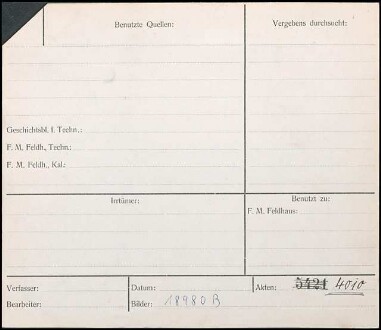 Benutzte Quellen:
Vergebens durchsucht:
Geschichtsbl. f. Techn.:
F. M. Feldh., Techn.:
F. M. Feldh., Kal.:
Irrtümer:
Benutzt zu:
F. M. Feldhaus:
Verfasser:
Datum:
Akten: 5421 4010
Bearbeiter:
Bilder: 18980 B